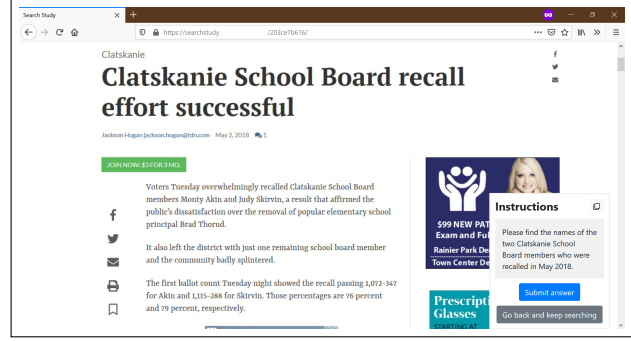 Search Study
https://searchstudy. /203ce7b616/
Clatskanie
Clatskanie School Board recall
effort successful
Jackson Hogan jackson.hogan@tdn.com May 2, 2018 1
JOIN NOW: $3 FOR 3 MO.
Voters Tuesday overwhelmingly recalled Clatskanie School Board
members Monty Akin and Judy Skirvin, a result that affirmed the
public's dissatisfaction over the removal of popular elementary school
principal Brad Thorud.
It also left the district with just one remaining school board member
and the community badly splintered.
The first ballot count Tuesday night showed the recall passing 1,072-347
for Akin and 1,115-288 for Skirvin. Those percentages are 76 percent
and 79 percent, respectively.
$99 NEW PAT
Exam and Ful
Rainier Park De
Town Center De
Prescripti
Glasses
STARTING AT
Instructions
Please find the names of the
two Clatskanie School
Board members who were
recalled in May 2018.
Submit answer
Go back and keep searching